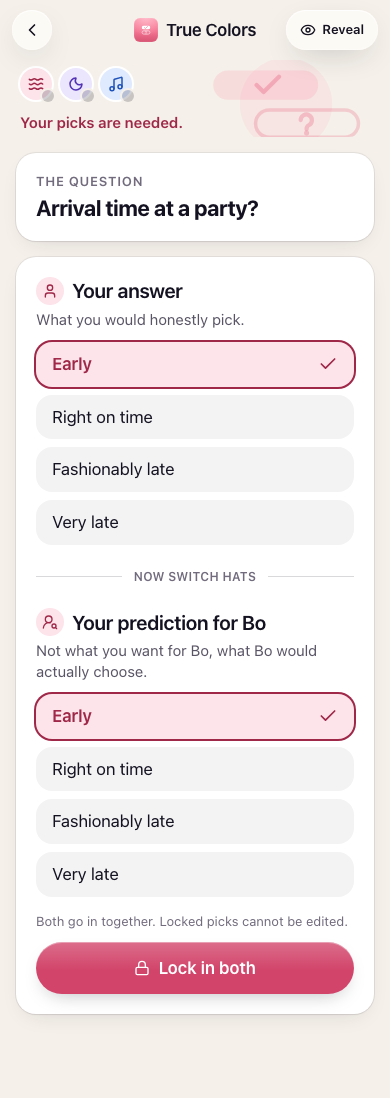 True Colors
Reveal
Your picks are needed.
?
THE QUESTION
Arrival time at a party?
Your answer
What you would honestly pick.
Early
Right on time
Fashionably late
Very late
NOW SWITCH HATS
Your prediction for Bo
Not what you want for Bo, what Bo would
actually choose.
Early
Right on time
Fashionably late
Very late
Both go in together. Locked picks cannot be edited.
Lock in both